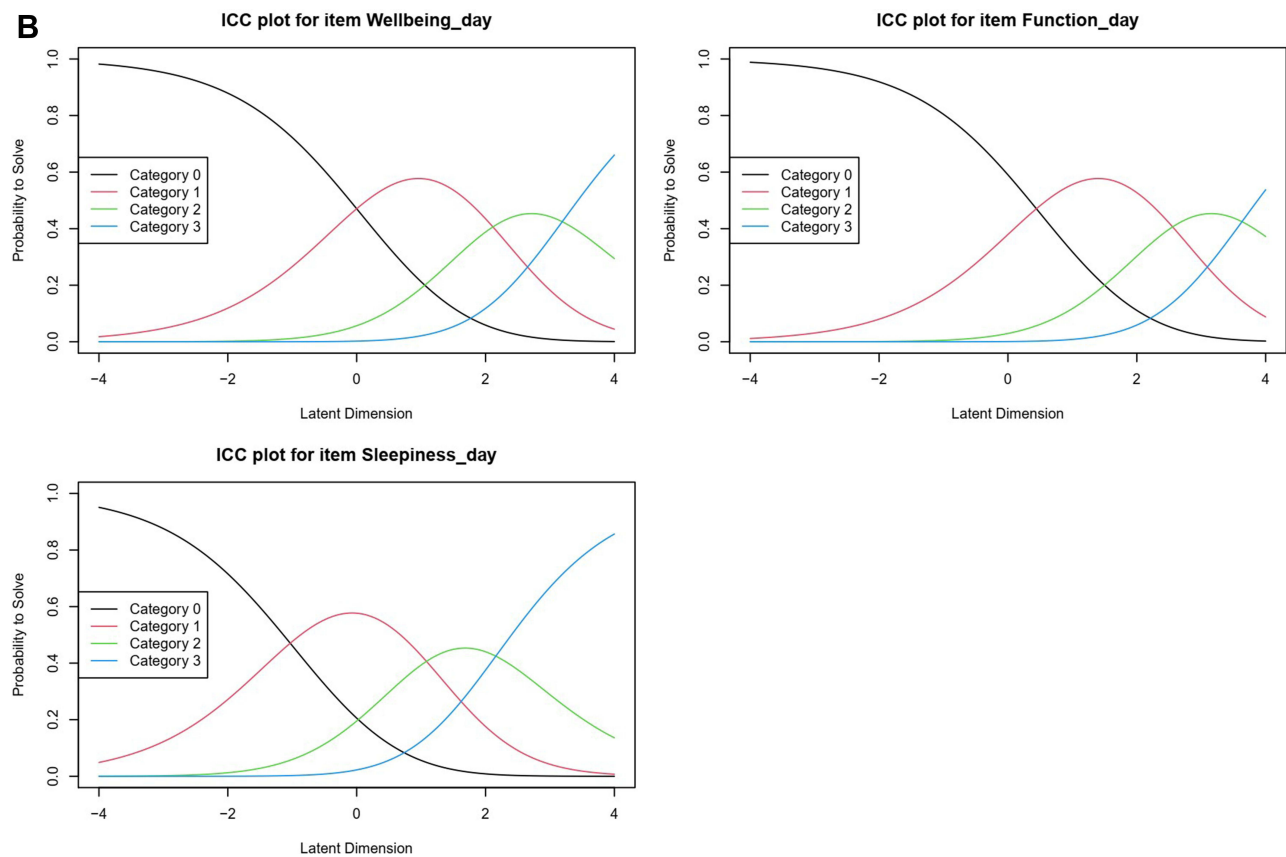 B
ICC plot for item Wellbeing_day
Probability to Solve
1.0
0.8
0.6
0.4
0.2
0.0
Category 0
Category 1
Category 2
Category 3
−4
−2
0
2
4
Latent Dimension
ICC plot for item Function_day
Probability to Solve
1.0
0.8
0.6
0.4
0.2
0.0
Category 0
Category 1
Category 2
Category 3
−4
−2
0
2
4
Latent Dimension
ICC plot for item Sleepiness_day
Probability to Solve
1.0
0.8
0.6
0.4
0.2
0.0
Category 0
Category 1
Category 2
Category 3
−4
−2
0
2
4
Latent Dimension